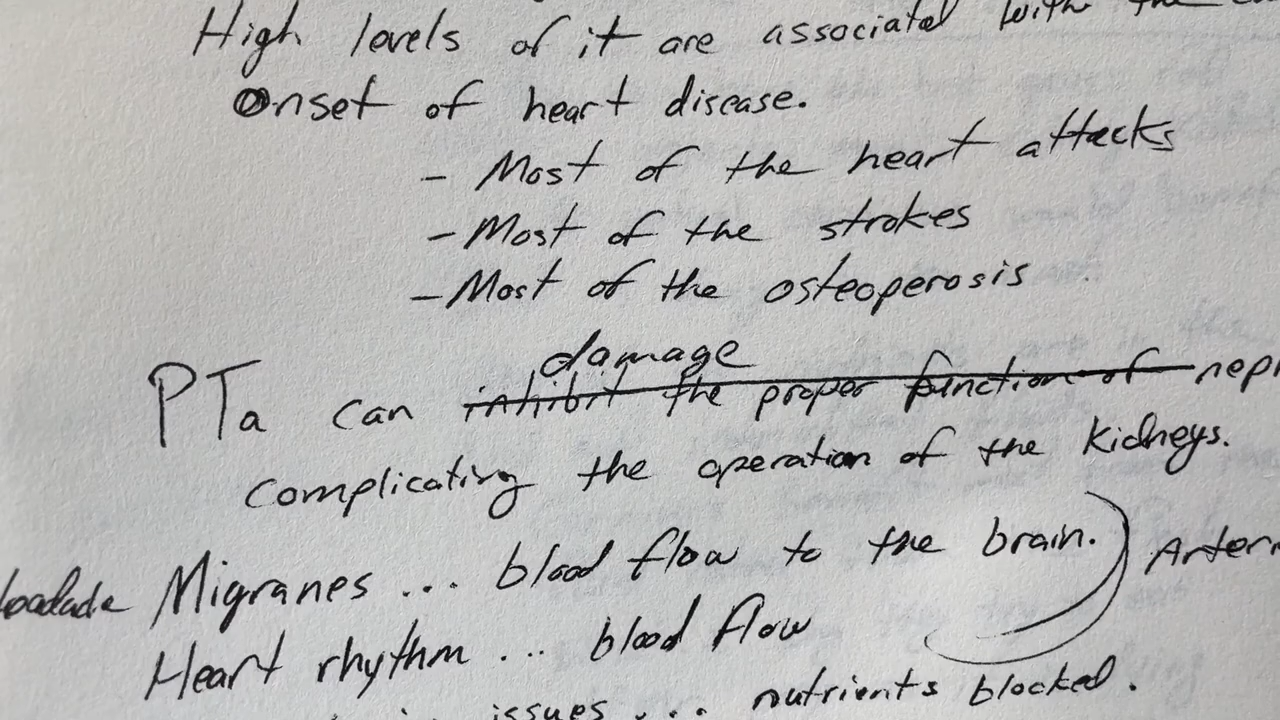 High levels of it are associated with the
Onset of heart disease.
- Most of the heart attacks
- Most of the strokes
- Most of the osteoperosis
damage
PTa can inhibit the proper function of
complicating the operation of the kidneys.
Migranes ... blood flow to the brain.
Heart rhythm ... blood flow
issues ... nutrients blocked.